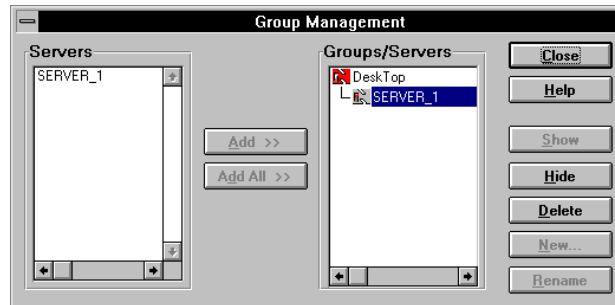 Group Management
Servers
SERVER_1
Add >>
Add All >>
Groups/Servers
DeskTop
SERVER_1
Close
Help
Show
Hide
Delete
New...
Rename